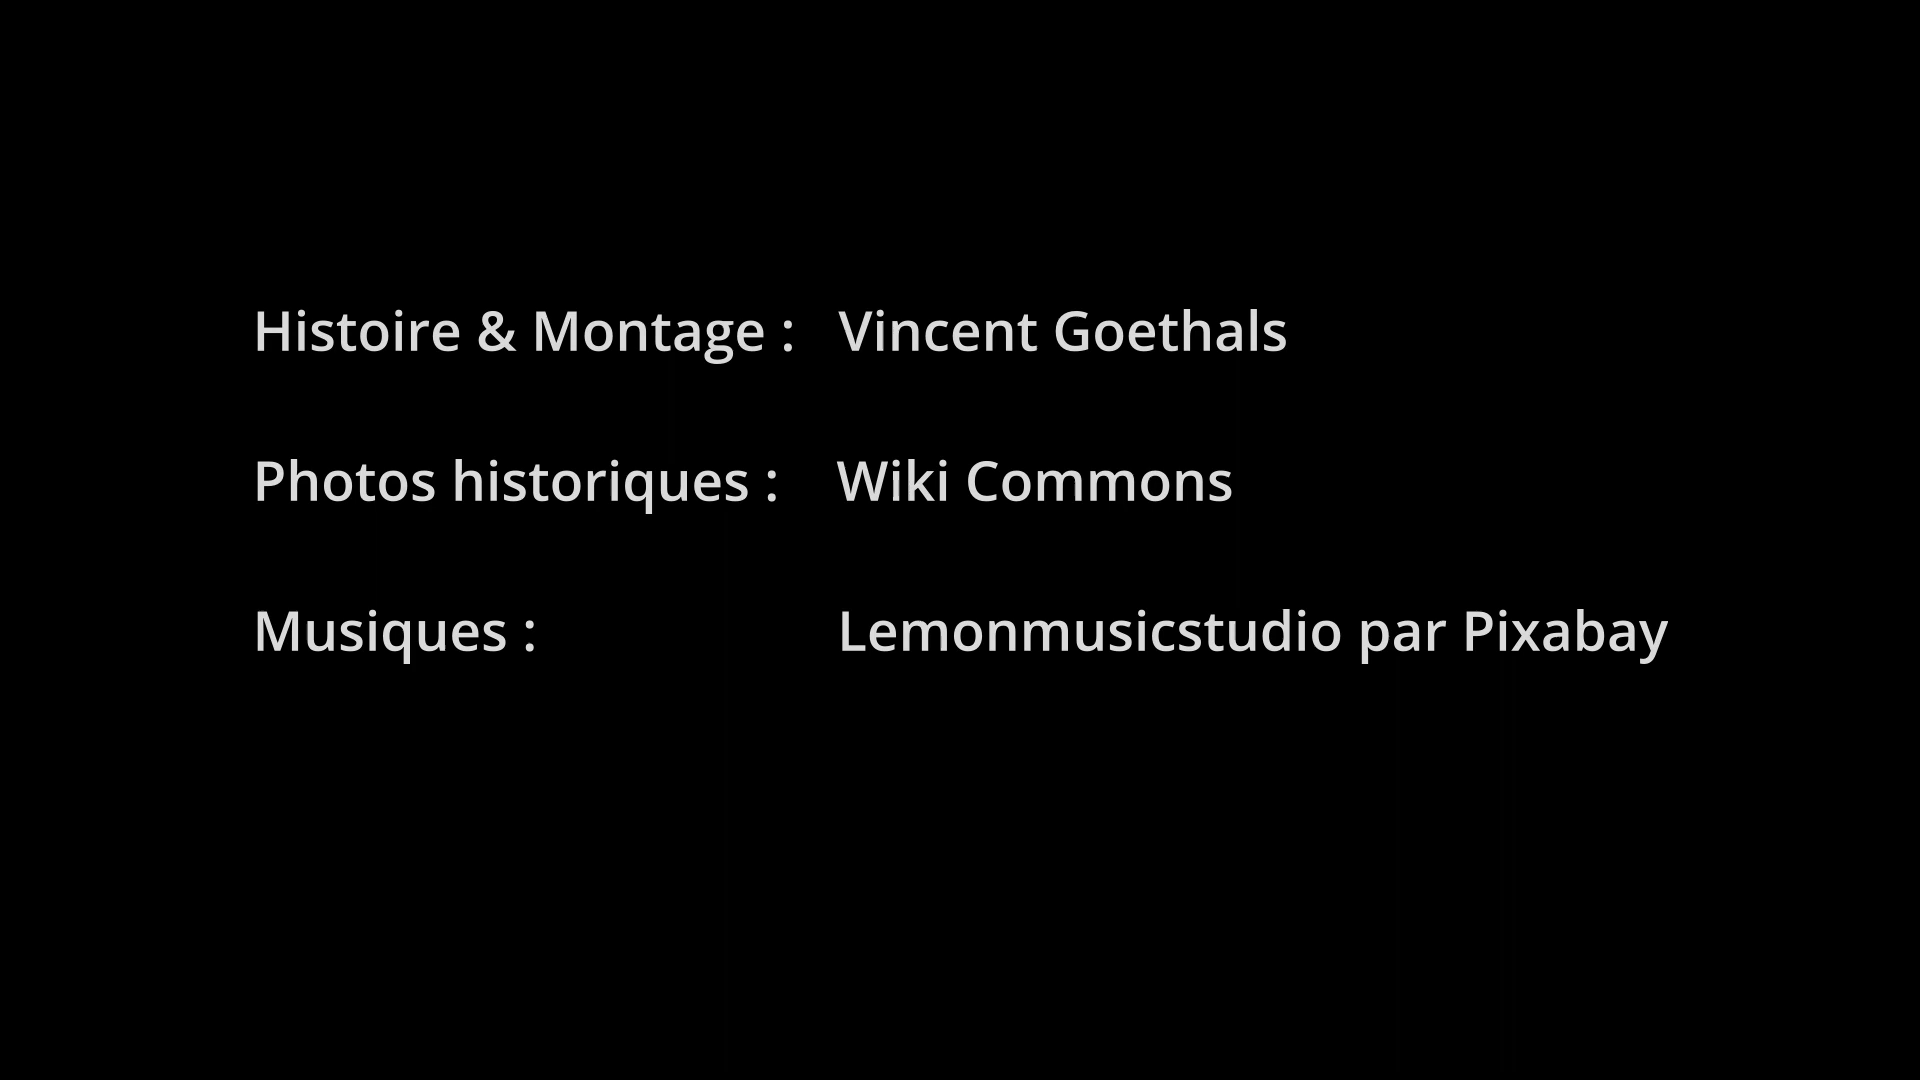 Histoire & Montage : Vincent Goethals
Photos historiques : Wiki Commons
Musiques : Lemonmusicstudio par Pixabay